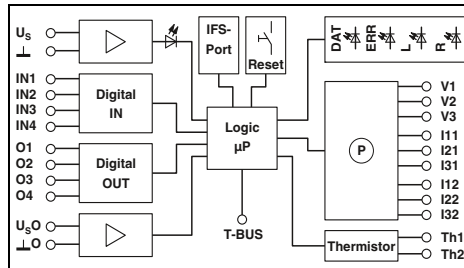 US
⊥
IFS-
Port
Reset
DAT
ERR
L
R
IN1
IN2
IN3
IN4
Digital
IN
Logic
µP
P
V1
V2
V3
I11
I21
I31
I12
I22
I32
O1
O2
O3
O4
Digital
OUT
USO
⊥O
T-BUS
Thermistor
Th1
Th2